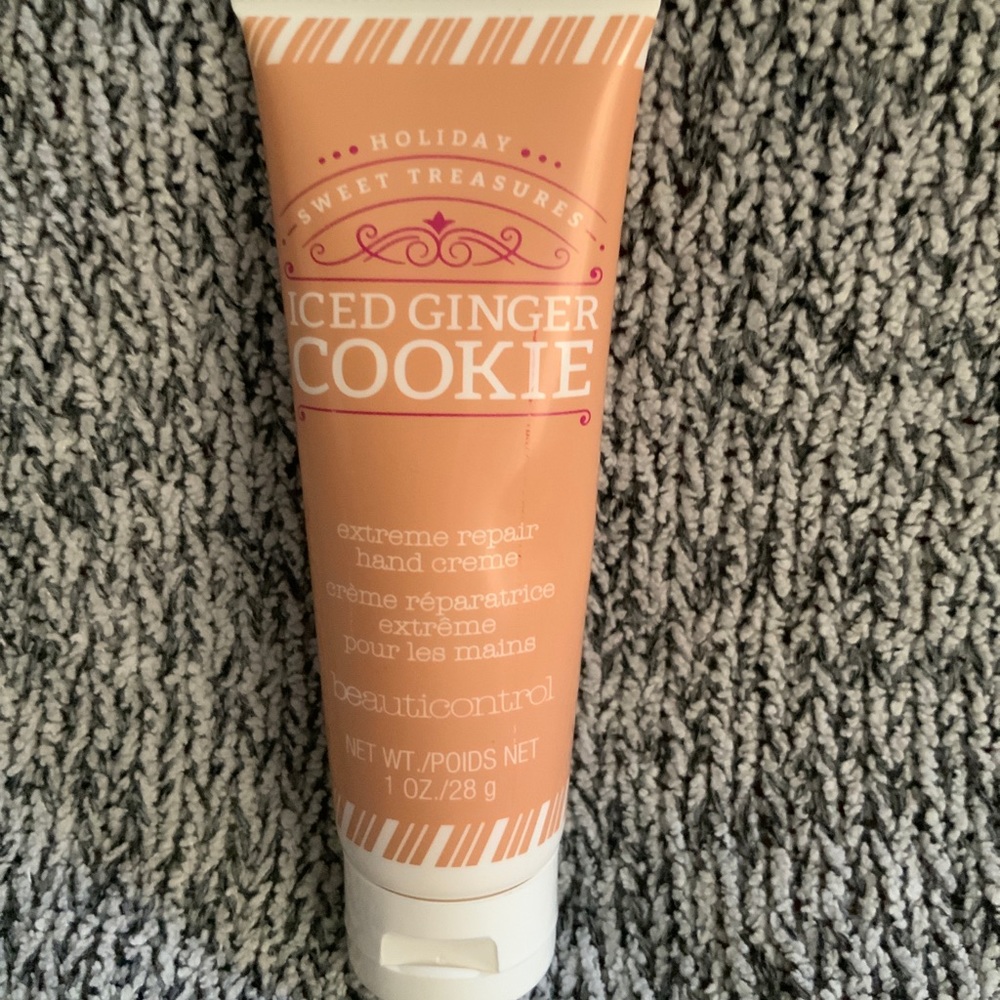 HOLIDAY
SWEET TREASURES
ICED GINGER
COOKIE
extreme repair
hand creme
crème réparatrice
extrême
pour les mains
beauticontrol
NET WT./POIDS NET
1 OZ./28 g